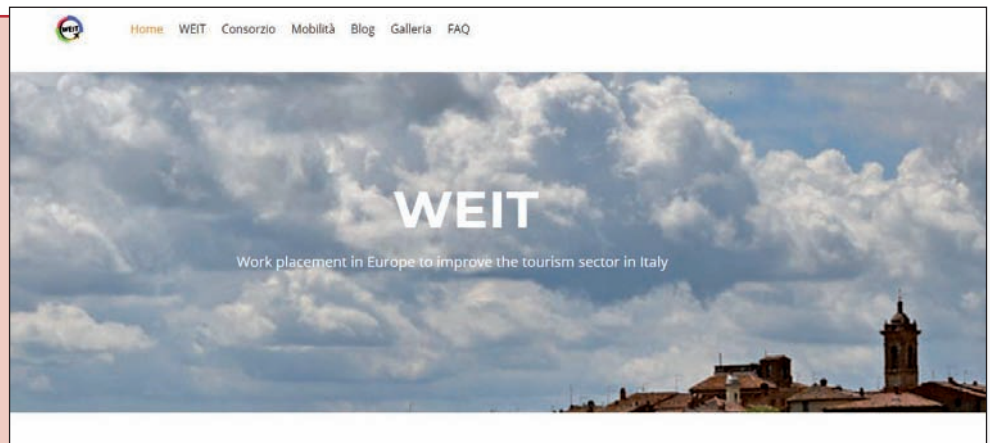 WEIT
Home WEIT Consorzio Mobilità Blog Galleria FAQ
WEIT
Work placement in Europe to improve the tourism sector in Italy